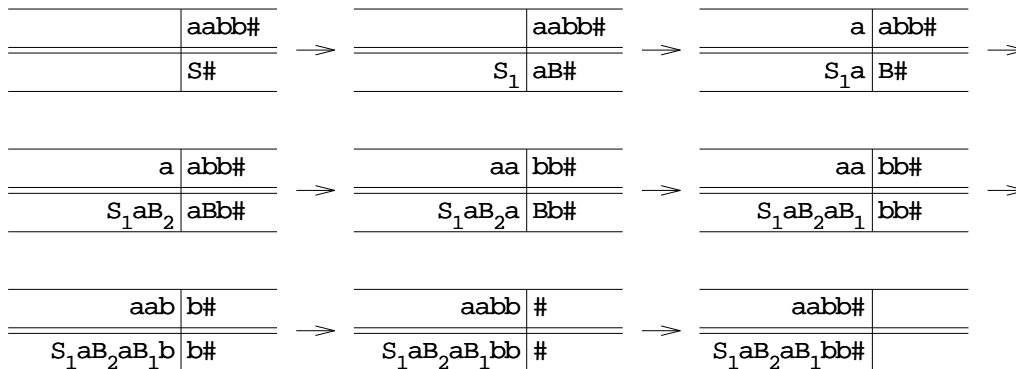 aabb# → aabb# → a abb# →
S# S₁ aB# S₁a B#
a abb# → aa bb# → aa bb# →
S₁aB₂ aBb# S₁aB₂a Bb# S₁aB₂aB₁ bb#
aab b# → aabb # → aabb#
S₁aB₂aB₁b b# S₁aB₂aB₁bb # S₁aB₂aB₁bb#